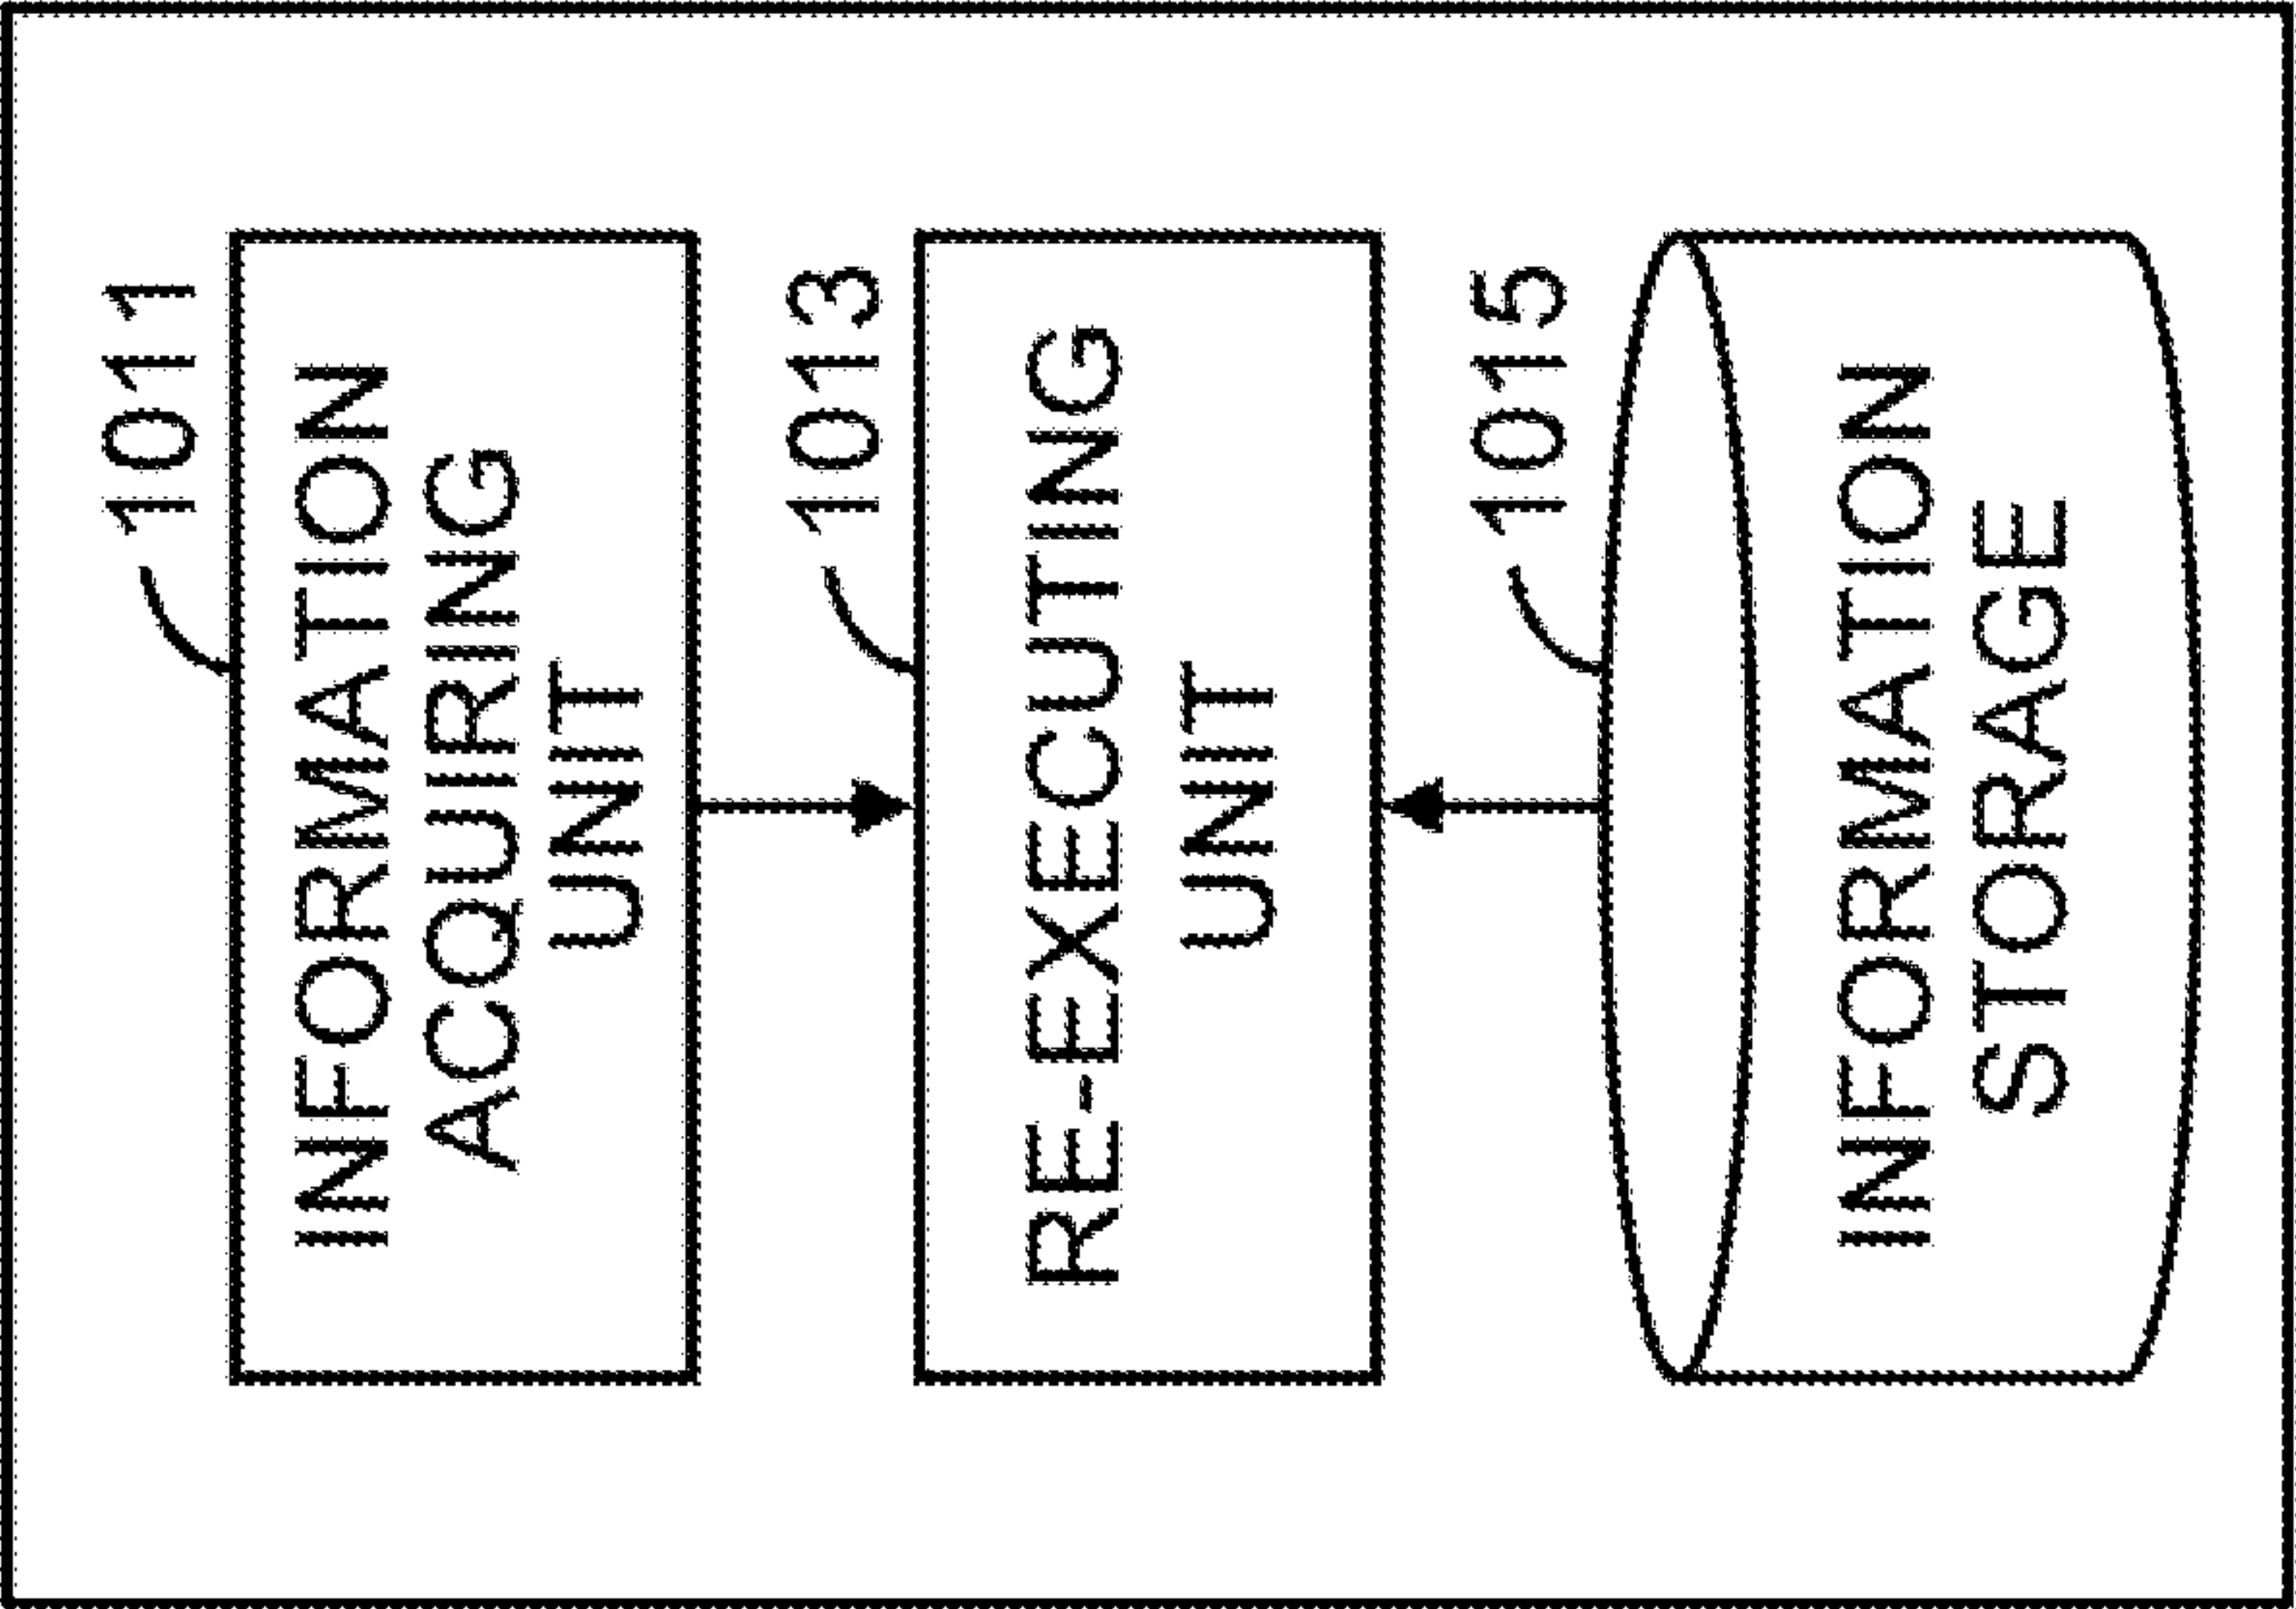 1011
INFORMATION
ACQUIRING
UNIT
1013
RE-EXECUTING
UNIT
1015
INFORMATION
STORAGE